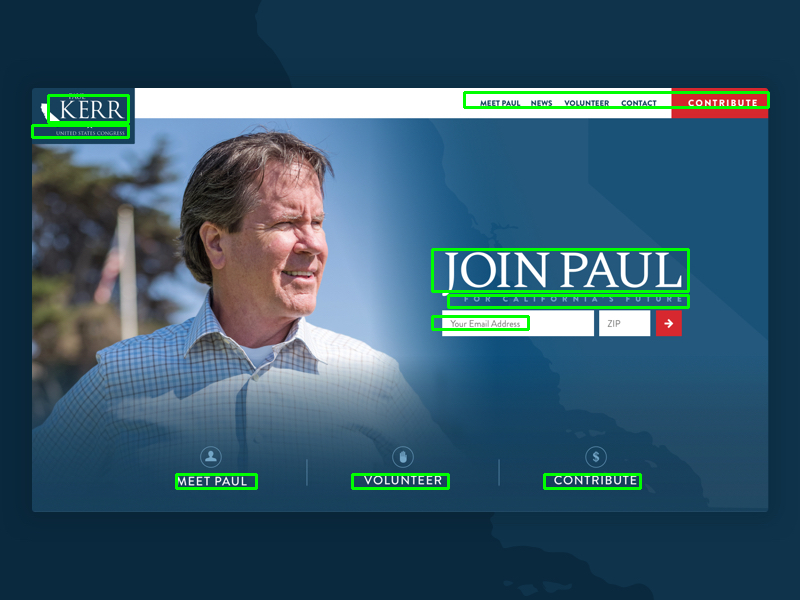 PAUL
KERR
UNITED STATES CONGRESS
MEET PAUL NEWS VOLUNTEER CONTACT CONTRIBUTE
JOIN PAUL
FOR CALIFORNIA'S FUTURE
Your Email Address ZIP
MEET PAUL VOLUNTEER CONTRIBUTE